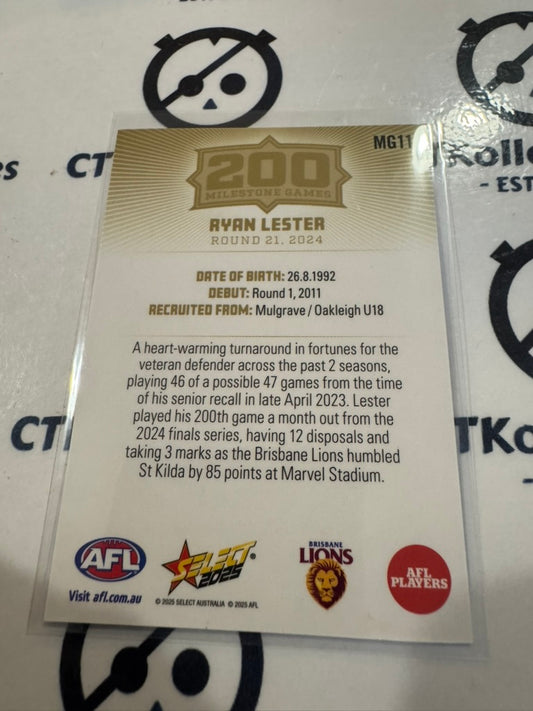 MG11
200
MILESTONE GAMES
RYAN LESTER
ROUND 21, 2024
DATE OF BIRTH: 26.8.1992
DEBUT: Round 1, 2011
RECRUITED FROM: Mulgrave / Oakleigh U18
A heart-warming turnaround in fortunes for the
veteran defender across the past 2 seasons,
playing 46 of a possible 47 games from the time
of his senior recall in late April 2023. Lester
played his 200th game a month out from the
2024 finals series, having 12 disposals and
taking 3 marks as the Brisbane Lions humbled
St Kilda by 85 points at Marvel Stadium.
AFL
Visit afl.com.au
SELECT
2025
© 2025 SELECT AUSTRALIA © 2025 AFL
BRISBANE
LIONS
AFL
PLAYERS
CT
TKolle
- EST
CTK
TKo